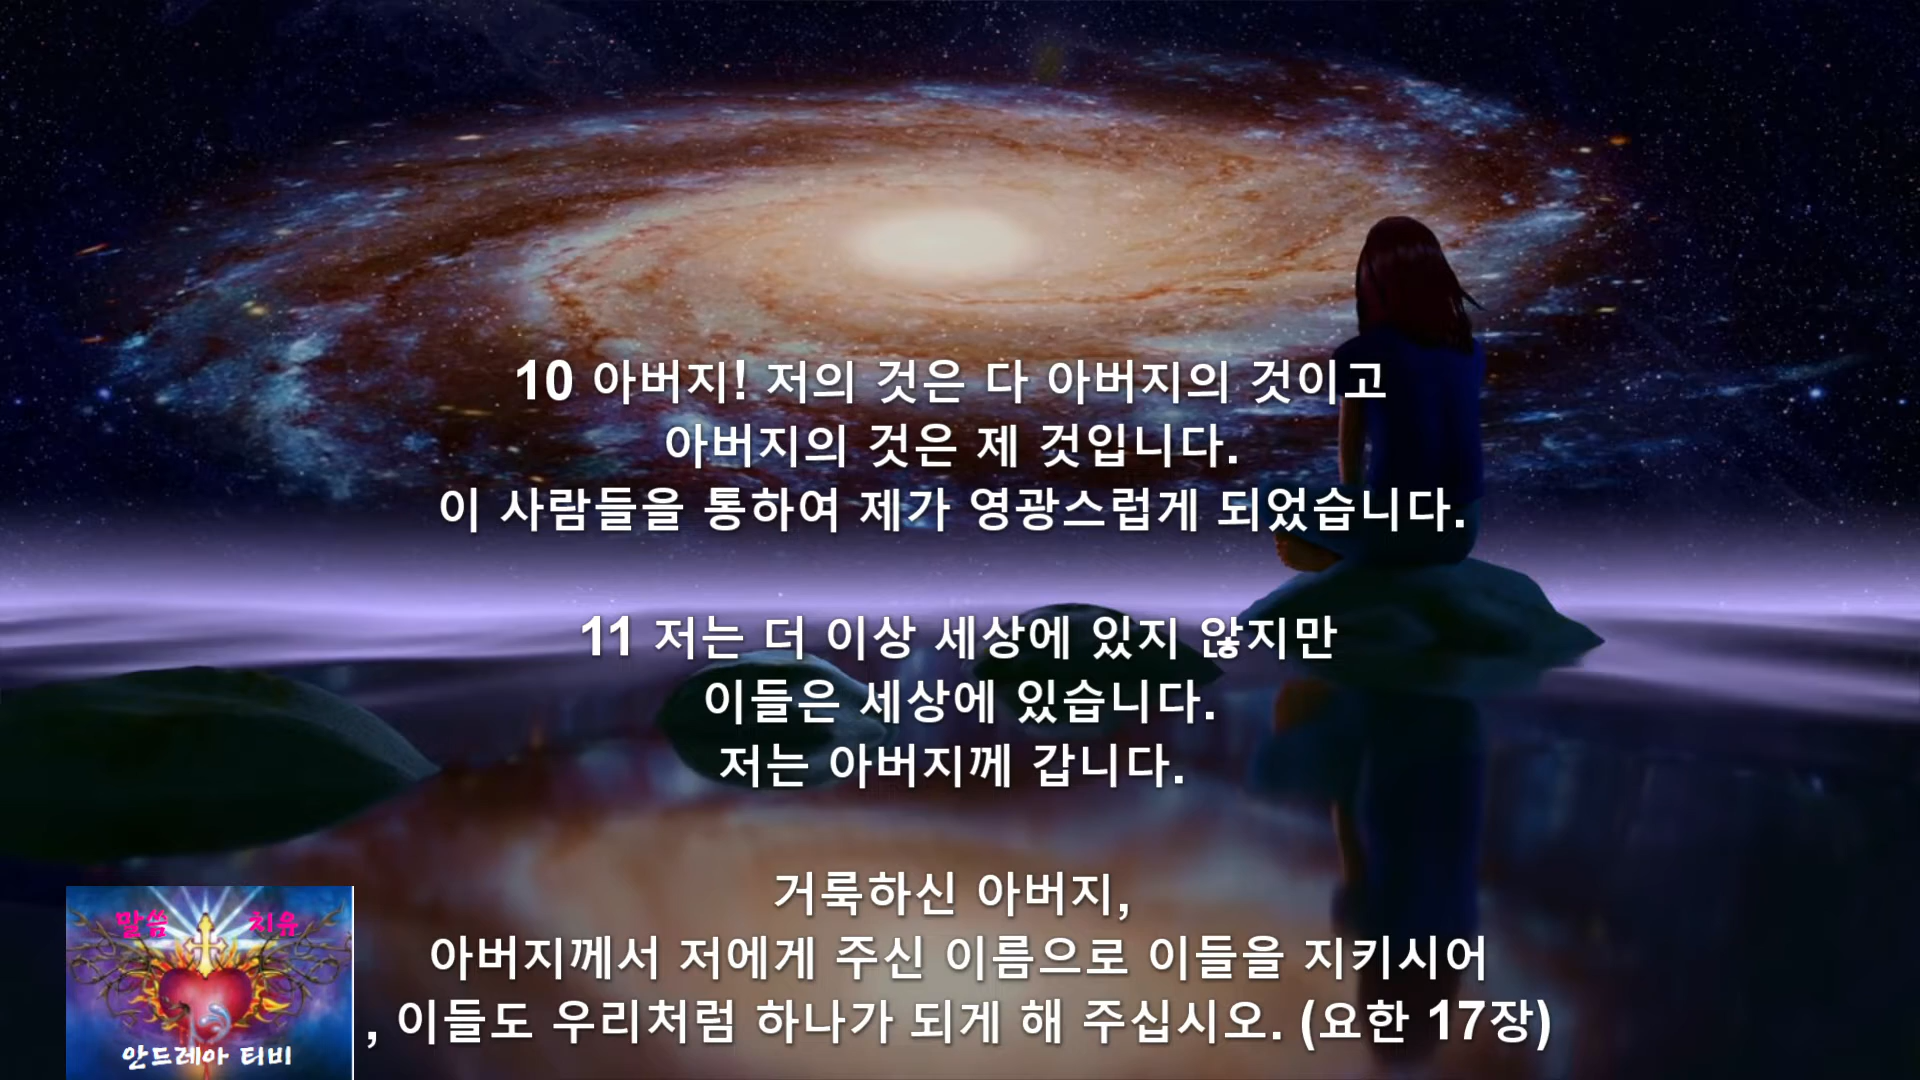 10 아버지! 저의 것은 다 아버지의 것이고
아버지의 것은 제 것입니다.
이 사람들을 통하여 제가 영광스럽게 되었습니다.
11 저는 더 이상 세상에 있지 않지만
이들은 세상에 있습니다.
저는 아버지께 갑니다.
거룩하신 아버지,
아버지께서 저에게 주신 이름으로 이들을 지키시어
, 이들도 우리처럼 하나가 되게 해 주십시오. (요한 17장)
말씀 치유
안드레아 티비